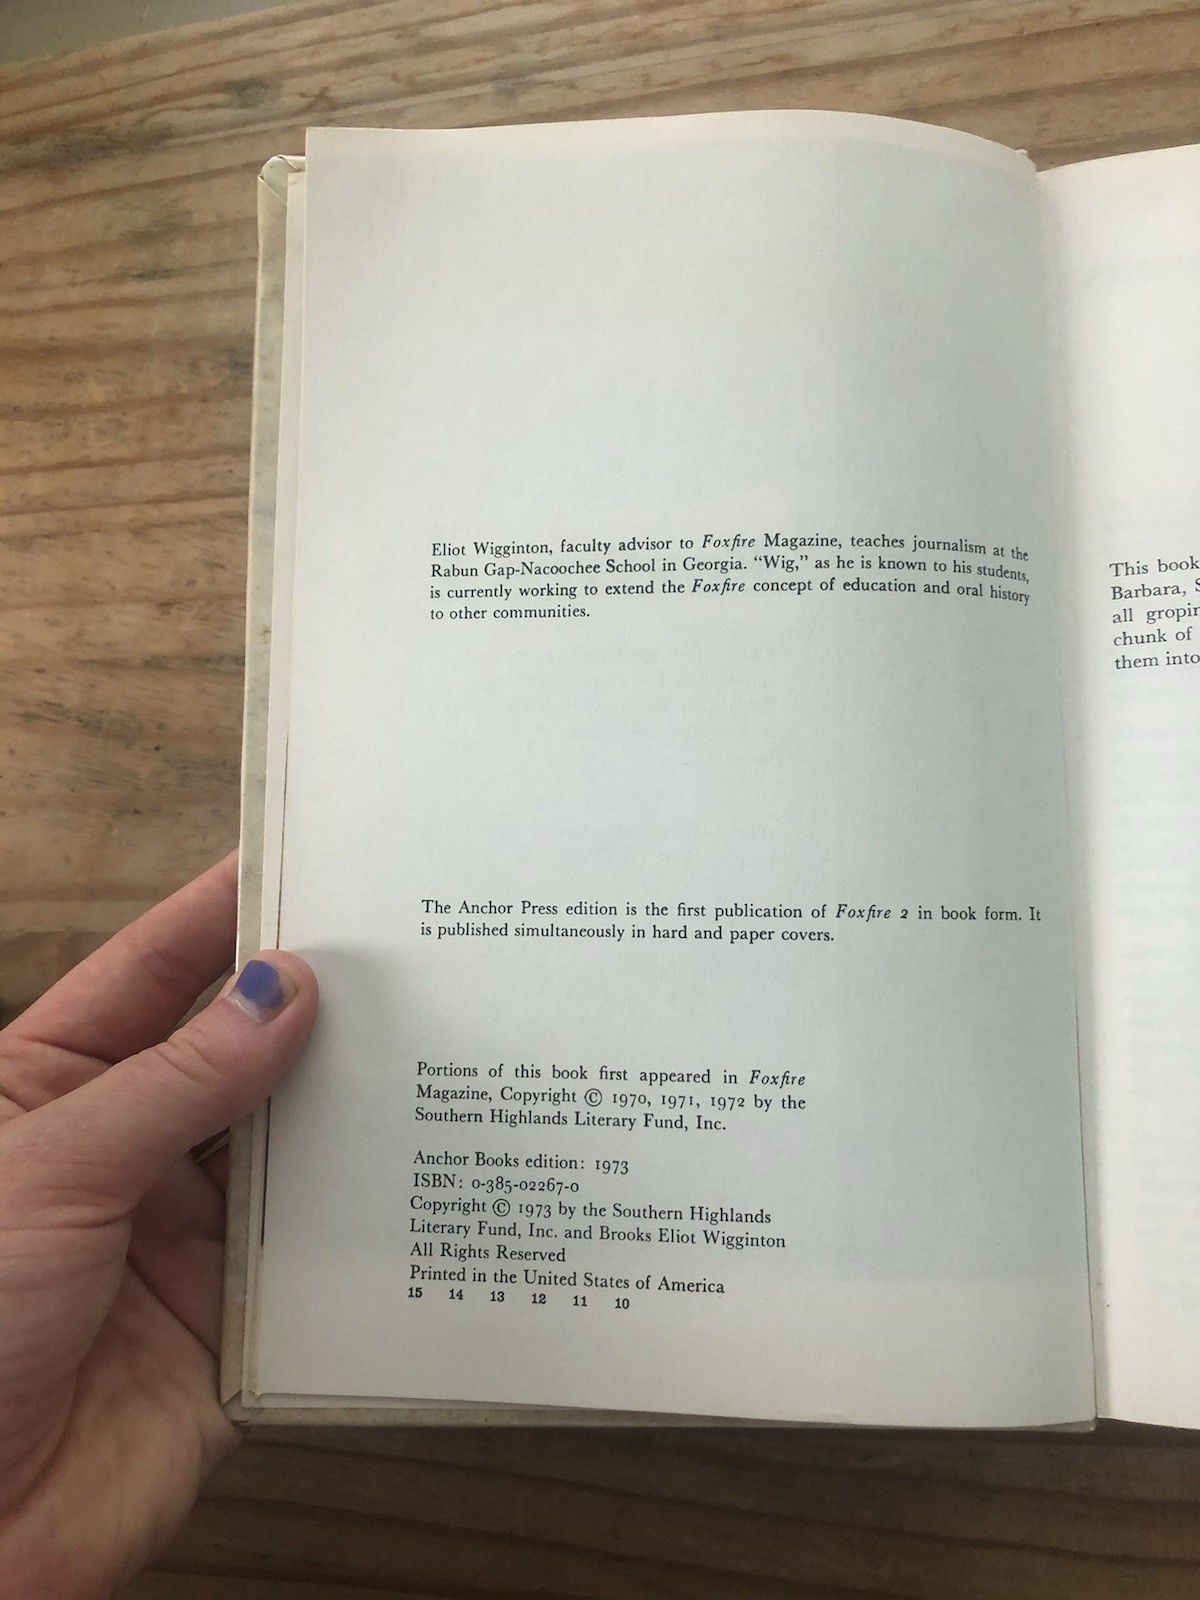 Eliot Wigginton, faculty advisor to Foxfire Magazine, teaches journalism at the
Rabun Gap-Nacoochee School in Georgia. “Wig,” as he is known to his students,
is currently working to extend the Foxfire concept of education and oral history
to other communities.
The Anchor Press edition is the first publication of Foxfire 2 in book form. It
is published simultaneously in hard and paper covers.
Portions of this book first appeared in Foxfire
Magazine, Copyright © 1970, 1971, 1972 by the
Southern Highlands Literary Fund, Inc.
Anchor Books edition: 1973
ISBN: 0-385-02267-0
Copyright © 1973 by the Southern Highlands
Literary Fund, Inc. and Brooks Eliot Wigginton
All Rights Reserved
Printed in the United States of America
15 14 13 12 11 10
This book
Barbara,
all
chunk of
them into